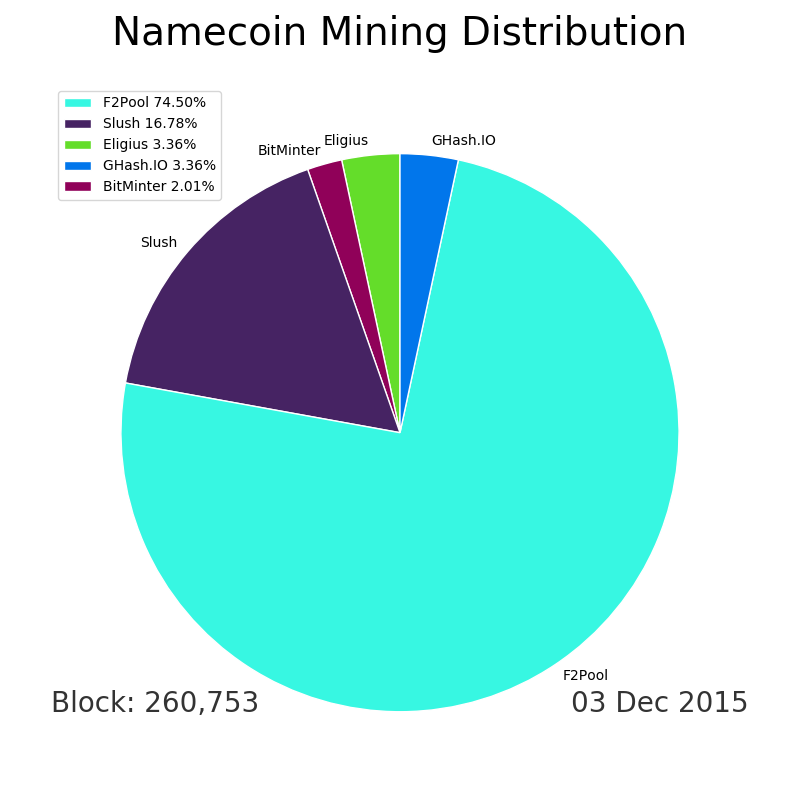 Namecoin Mining Distribution
F2Pool 74.50%
Slush 16.78%
Eligius 3.36%
GHash.IO 3.36%
BitMinter 2.01%
Eligius
GHash.IO
BitMinter
Slush
F2Pool
Block: 260,753
03 Dec 2015